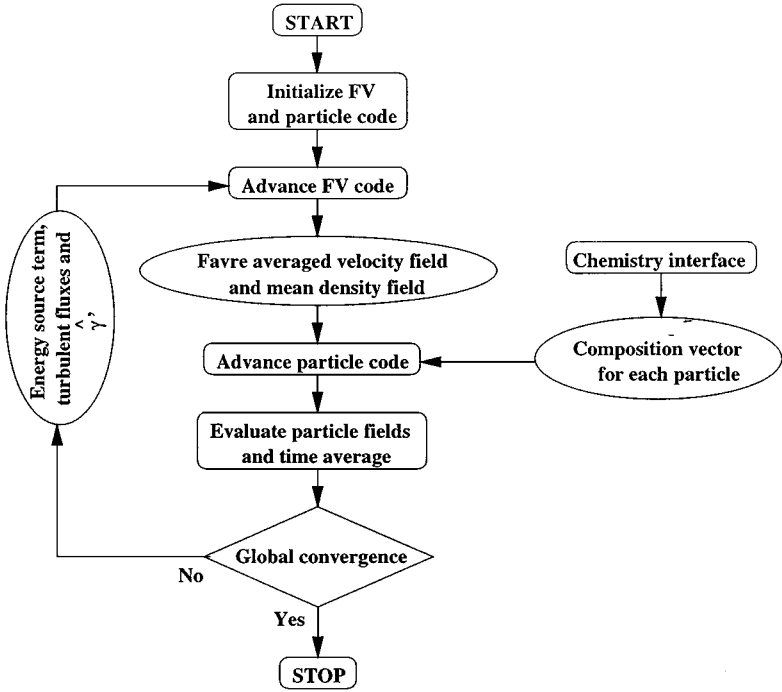 START
Initialize FV
and particle code
Advance FV code
Favre averaged velocity field
and mean density field
Chemistry interface
Composition vector
for each particle
Energy source term,
turbulent fluxes and
γ̂'
Advance particle code
Evaluate particle fields
and time average
Global convergence
No
Yes
STOP